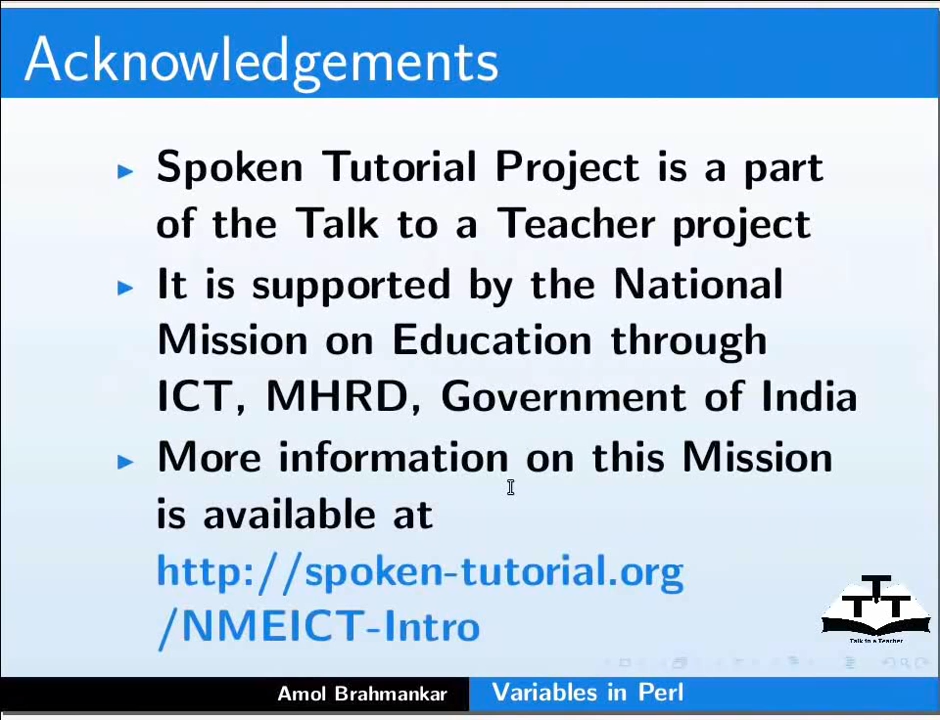 Acknowledgements
Spoken Tutorial Project is a part
of the Talk to a Teacher project
It is supported by the National
Mission on Education through
ICT, MHRD, Government of India
More information on this Mission
is available at
http://spoken-tutorial.org
/NMEICT-Intro
T
T T
Talk to a Teacher
Amol Brahmankar
Variables in Perl